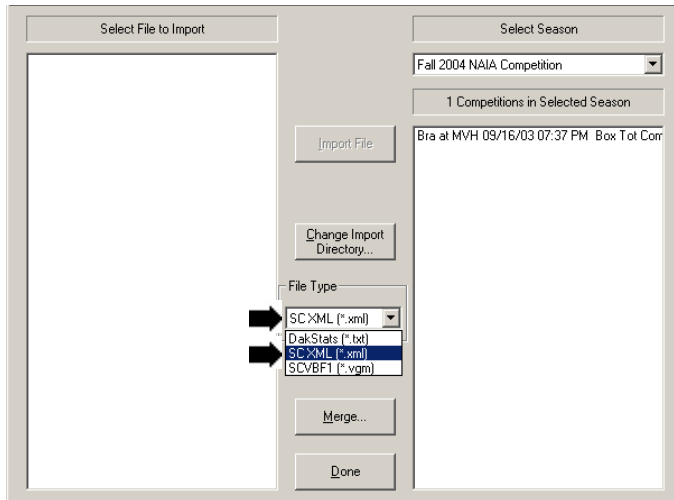 Select File to Import
Select Season
Fall 2004 NAIA Competition
1 Competitions in Selected Season
Bra at MVH 09/16/03 07:37 PM Box Tot Com
Import File
Change Import
Directory...
File Type
SC XML (*.xml)
DakStats (*.txt)
SC XML (*.xml)
SCVBF1 (*.vgm)
Merge...
Done